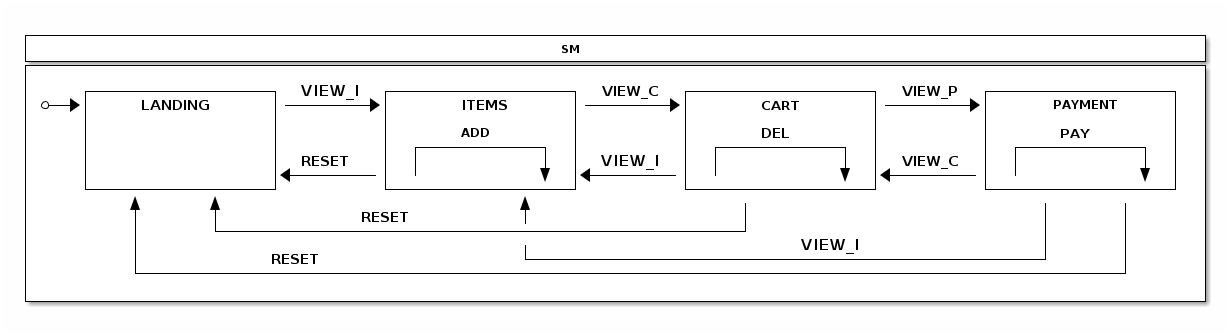 SM
VIEW_I VIEW_C VIEW_P
LANDING ITEMS CART PAYMENT
ADD DEL PAY
RESET VIEW_I VIEW_C
RESET
VIEW_I
RESET